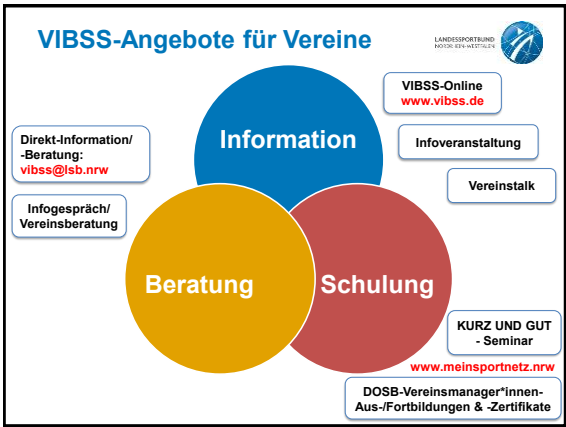 VIBSS-Angebote für Vereine
LANDESSPORTBUND
NORDRHEIN-WESTFALEN
VIBSS-Online
www.vibss.de
Information
Infoveranstaltung
Direkt-Information/
-Beratung:
vibss@lsb.nrw
Vereinstalk
Infogespräch/
Vereinsberatung
Beratung
Schulung
KURZ UND GUT
- Seminar
www.meinsportnetz.nrw
DOSB-Vereinsmanager*innen-
Aus-/Fortbildungen & -Zertifikate